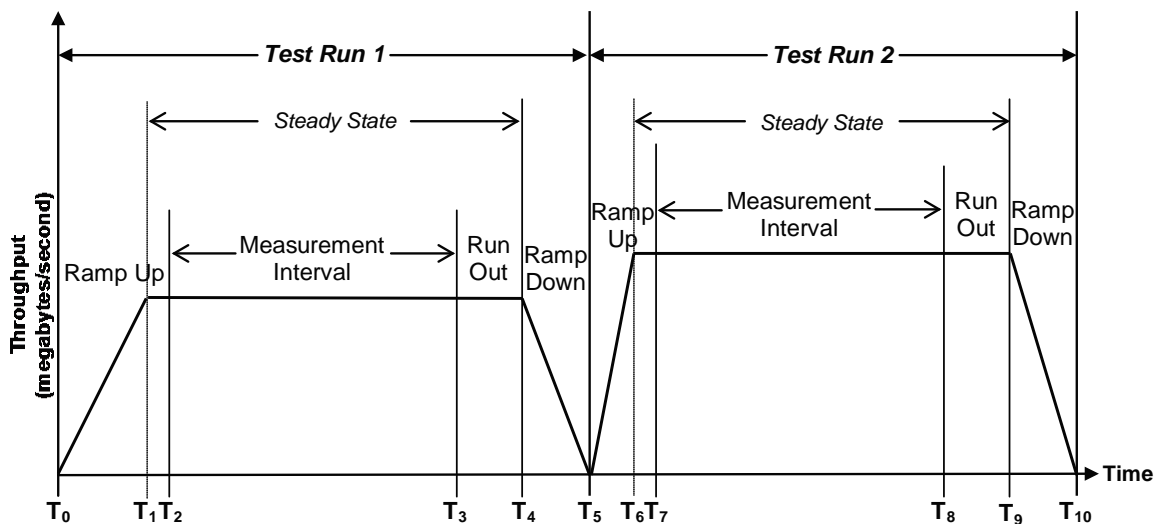 Test Run 1
Test Run 2
Steady State
Steady State
Ramp Up
Measurement
Interval
Run
Out
Ramp
Down
Ramp
Up
Measurement
Interval
Run
Out
Ramp
Down
Throughput
(megabytes/second)
Time
T₀ T₁ T₂ T₃ T₄ T₅ T₆ T₇ T₈ T₉ T₁₀